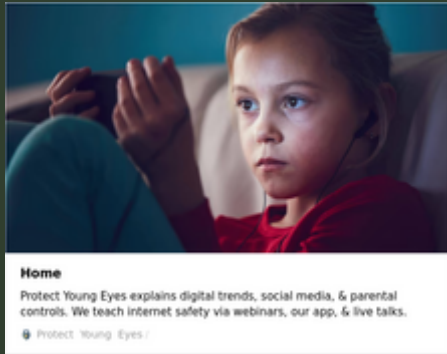 Home
Protect Young Eyes explains digital trends, social media, & parental
controls. We teach internet safety via webinars, our app, & live talks.
Protect Young Eyes /